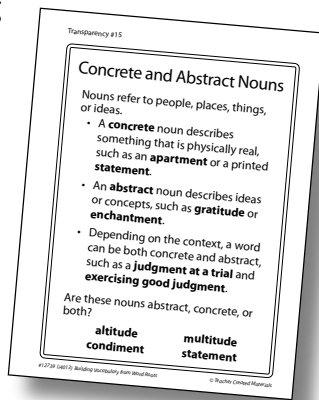 Transparency #15
Concrete and Abstract Nouns
Nouns refer to people, places, things,
or ideas.
• A concrete noun describes
something that is physically real,
such as an apartment or a printed
statement.
• An abstract noun describes ideas
or concepts, such as gratitude or
enchantment.
• Depending on the context, a word
can be both concrete and abstract,
such as a judgment at a trial and
exercising good judgment.
Are these nouns abstract, concrete, or
both?
altitude multitude
condiment statement
#12739 (i4017) Building Vocabulary from Word Roots © Teacher Created Materials